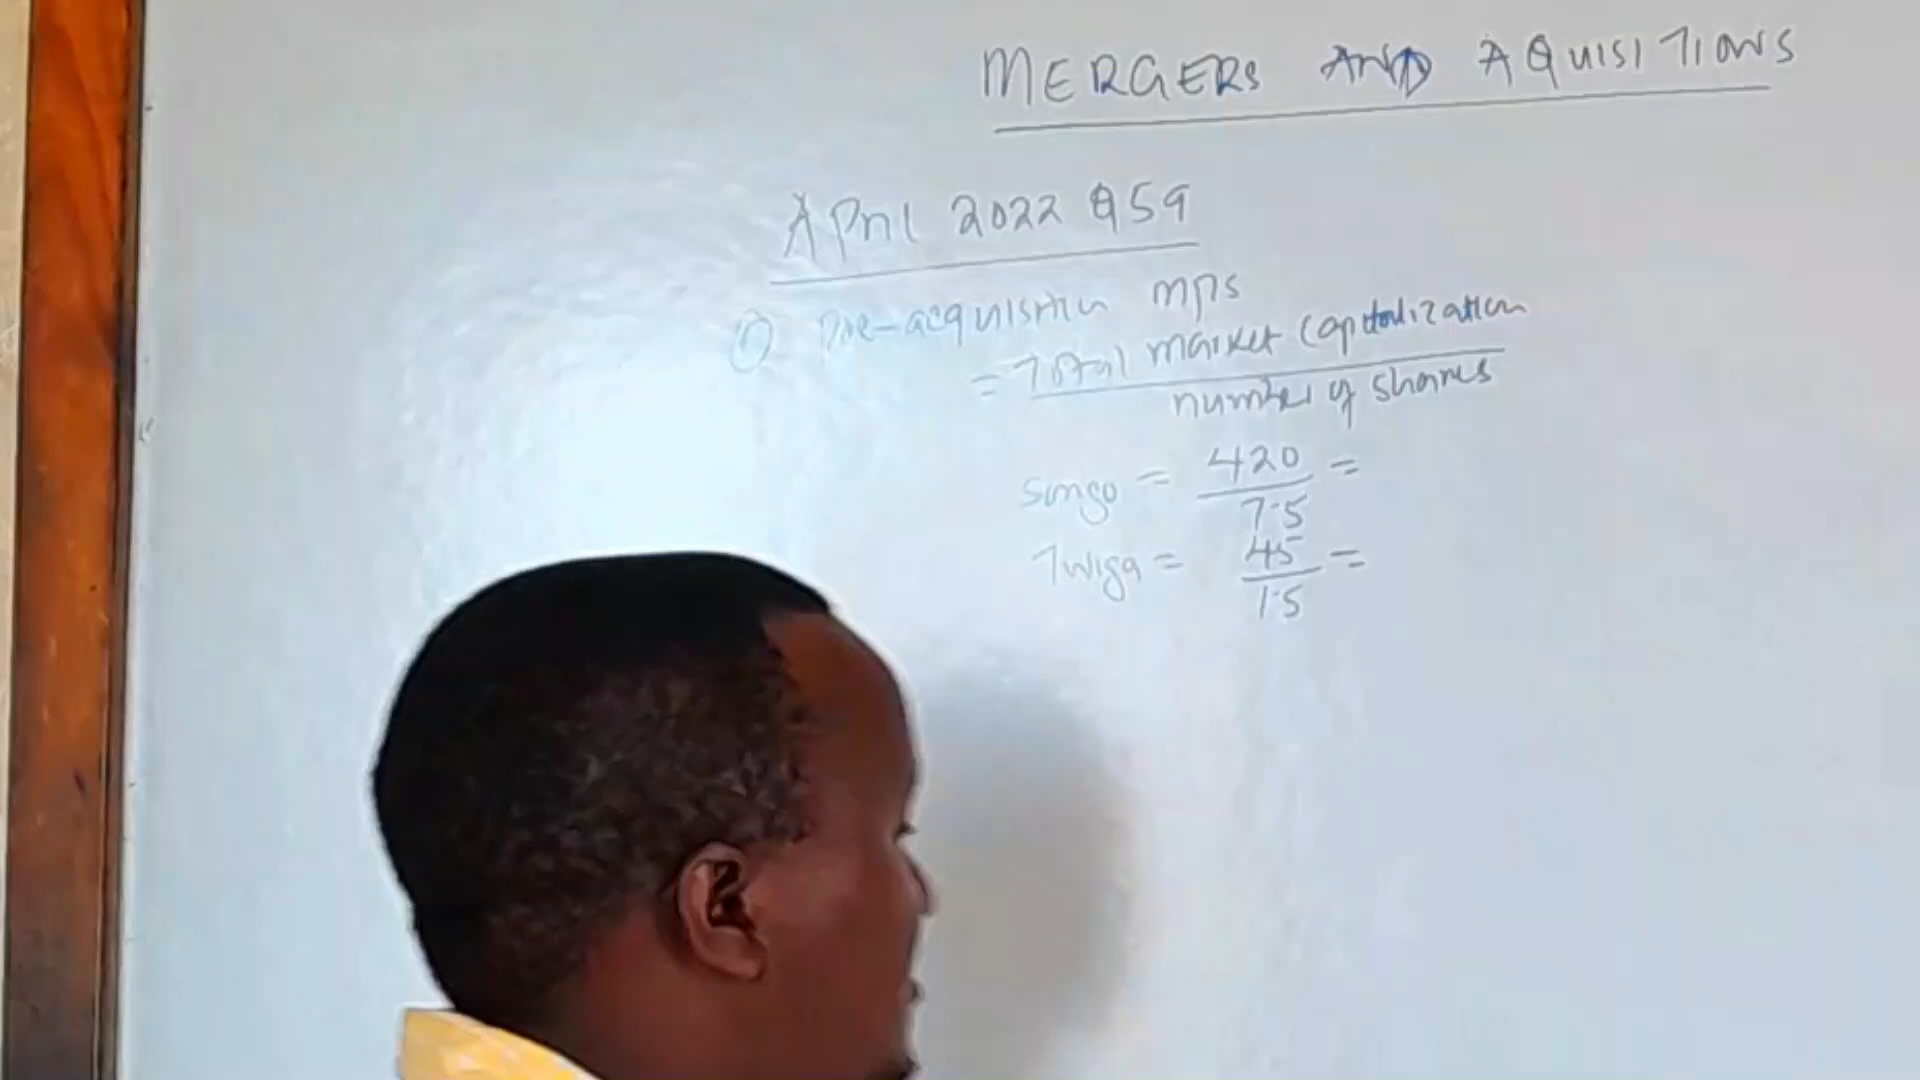 MERGERS AND AQUISITIONS
April 2022 Q5a
(i) Pre-acquisition mps
= Total market capitalization
number of shares
Simgo = 420 =
7.5
Twiga = 45 =
1.5